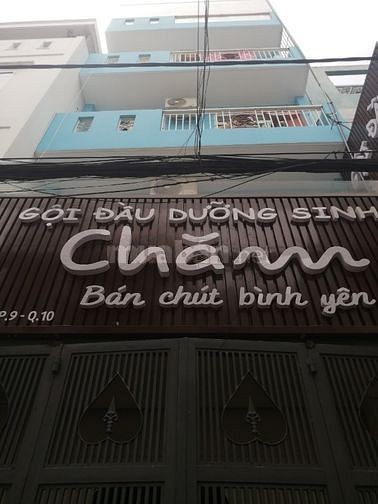 GỘI ĐẦU DƯỠNG SINH
Chăm
Bán chút bình yên
P.9 - Q.10